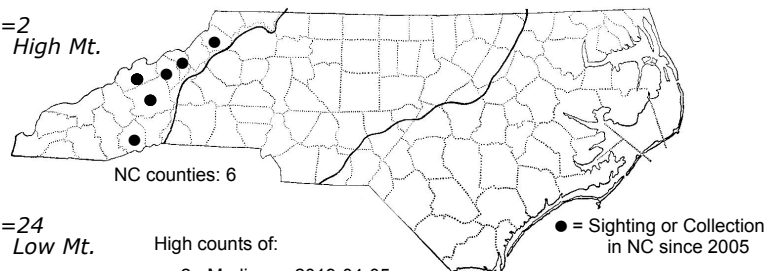 =2
High Mt.
NC counties: 6
=24
Low Mt.
High counts of:
● = Sighting or Collection
in NC since 2005